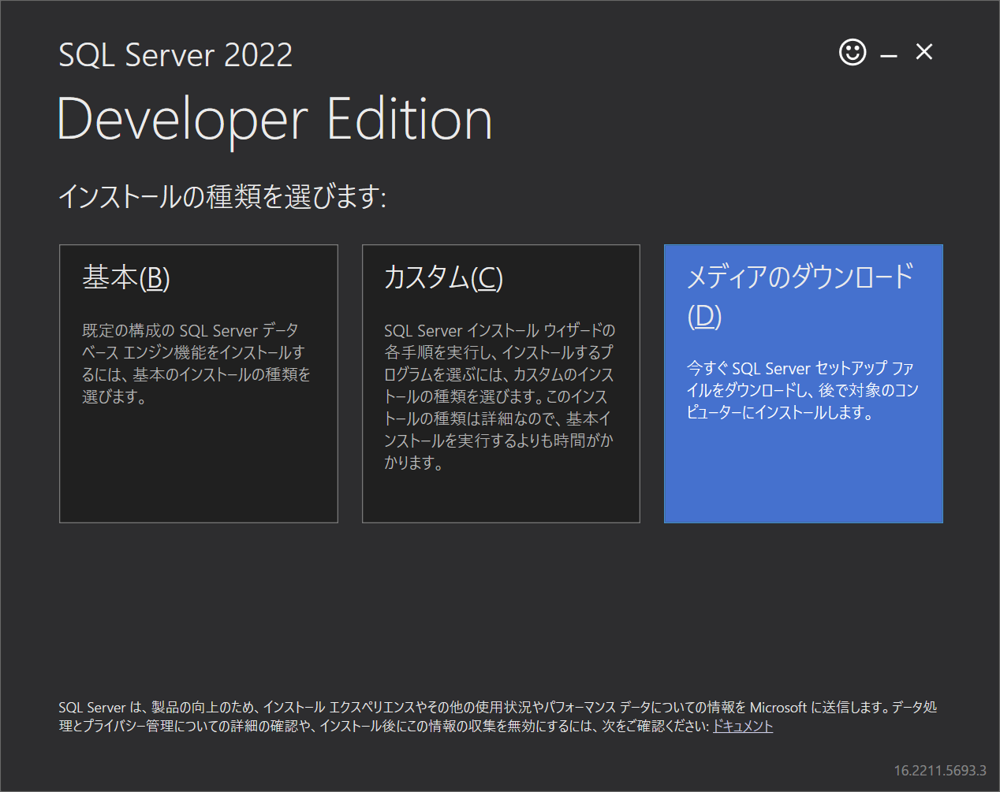 SQL Server 2022
Developer Edition
インストールの種類を選びます:
基本(B)
既定の構成の SQL Server データ
ベース エンジン機能をインストールす
るには、基本のインストールの種類を
選びます。
カスタム(C)
SQL Server インストール ウィザードの
各手順を実行し、インストールするプ
ログラムを選ぶには、カスタムのインス
トールの種類を選びます。このインス
トールの種類は詳細なので、基本イ
ンストールを実行するよりも時間がか
かります。
メディアのダウンロード
(D)
今すぐ SQL Server セットアップ ファ
イルをダウンロードし、後で対象のコン
ピューターにインストールします。
SQL Server は、製品の向上のため、インストール エクスペリエンスやその他の使用状況やパフォーマンス データについての情報を Microsoft に送信します。データ処
理とプライバシー管理についての詳細の確認や、インストール後にこの情報の収集を無効にするには、次をご確認ください: ドキュメント
16.2211.5693.3